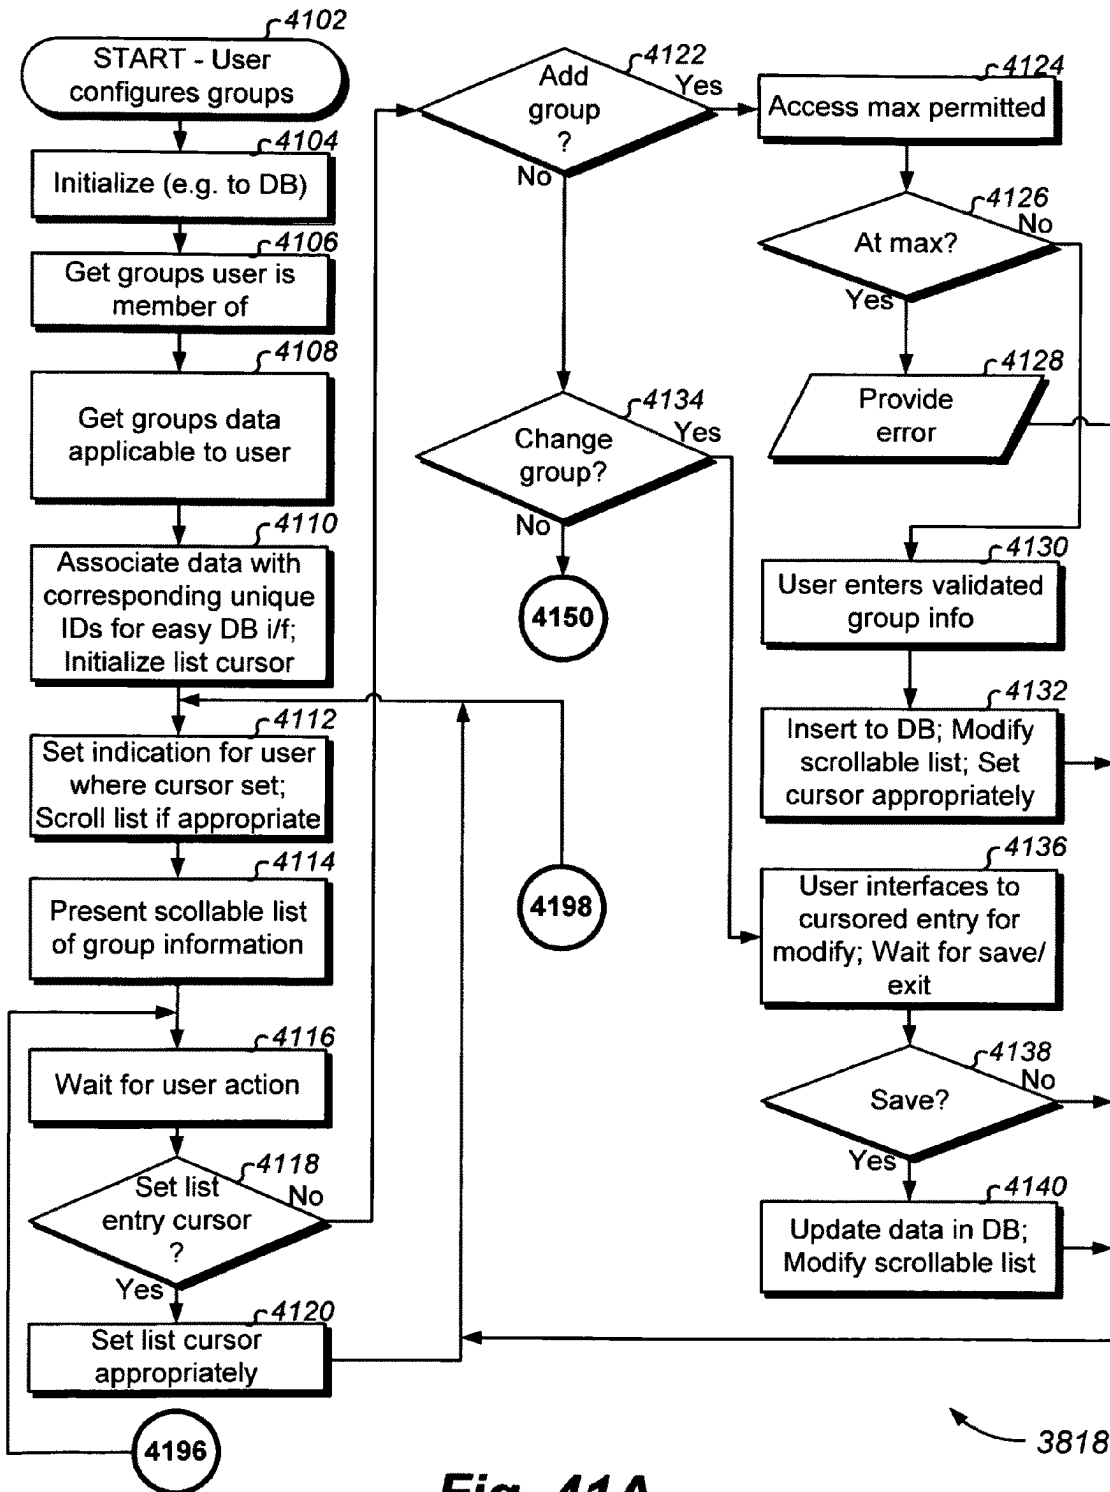 4102
START - User
configures groups
4104
Initialize (e.g. to DB)
4106
Get groups user is
member of
4108
Get groups data
applicable to user
4110
Associate data with
corresponding unique
IDs for easy DB i/f;
Initialize list cursor
4112
Set indication for user
where cursor set;
Scroll list if appropriate
4114
Present scollable list
of group information
4116
Wait for user action
4118
Set list
entry cursor
?
No
Yes
4120
Set list cursor
appropriately
4196
4122
Add
group
?
Yes
No
4134
Change
group?
Yes
No
4150
4198
4124
Access max permitted
4126
At max?
No
Yes
4128
Provide
error
4130
User enters validated
group info
4132
Insert to DB; Modify
scrollable list; Set
cursor appropriately
4136
User interfaces to
cursored entry for
modify; Wait for save/
exit
4138
Save?
No
Yes
4140
Update data in DB;
Modify scrollable list
3818
Fig. 41A